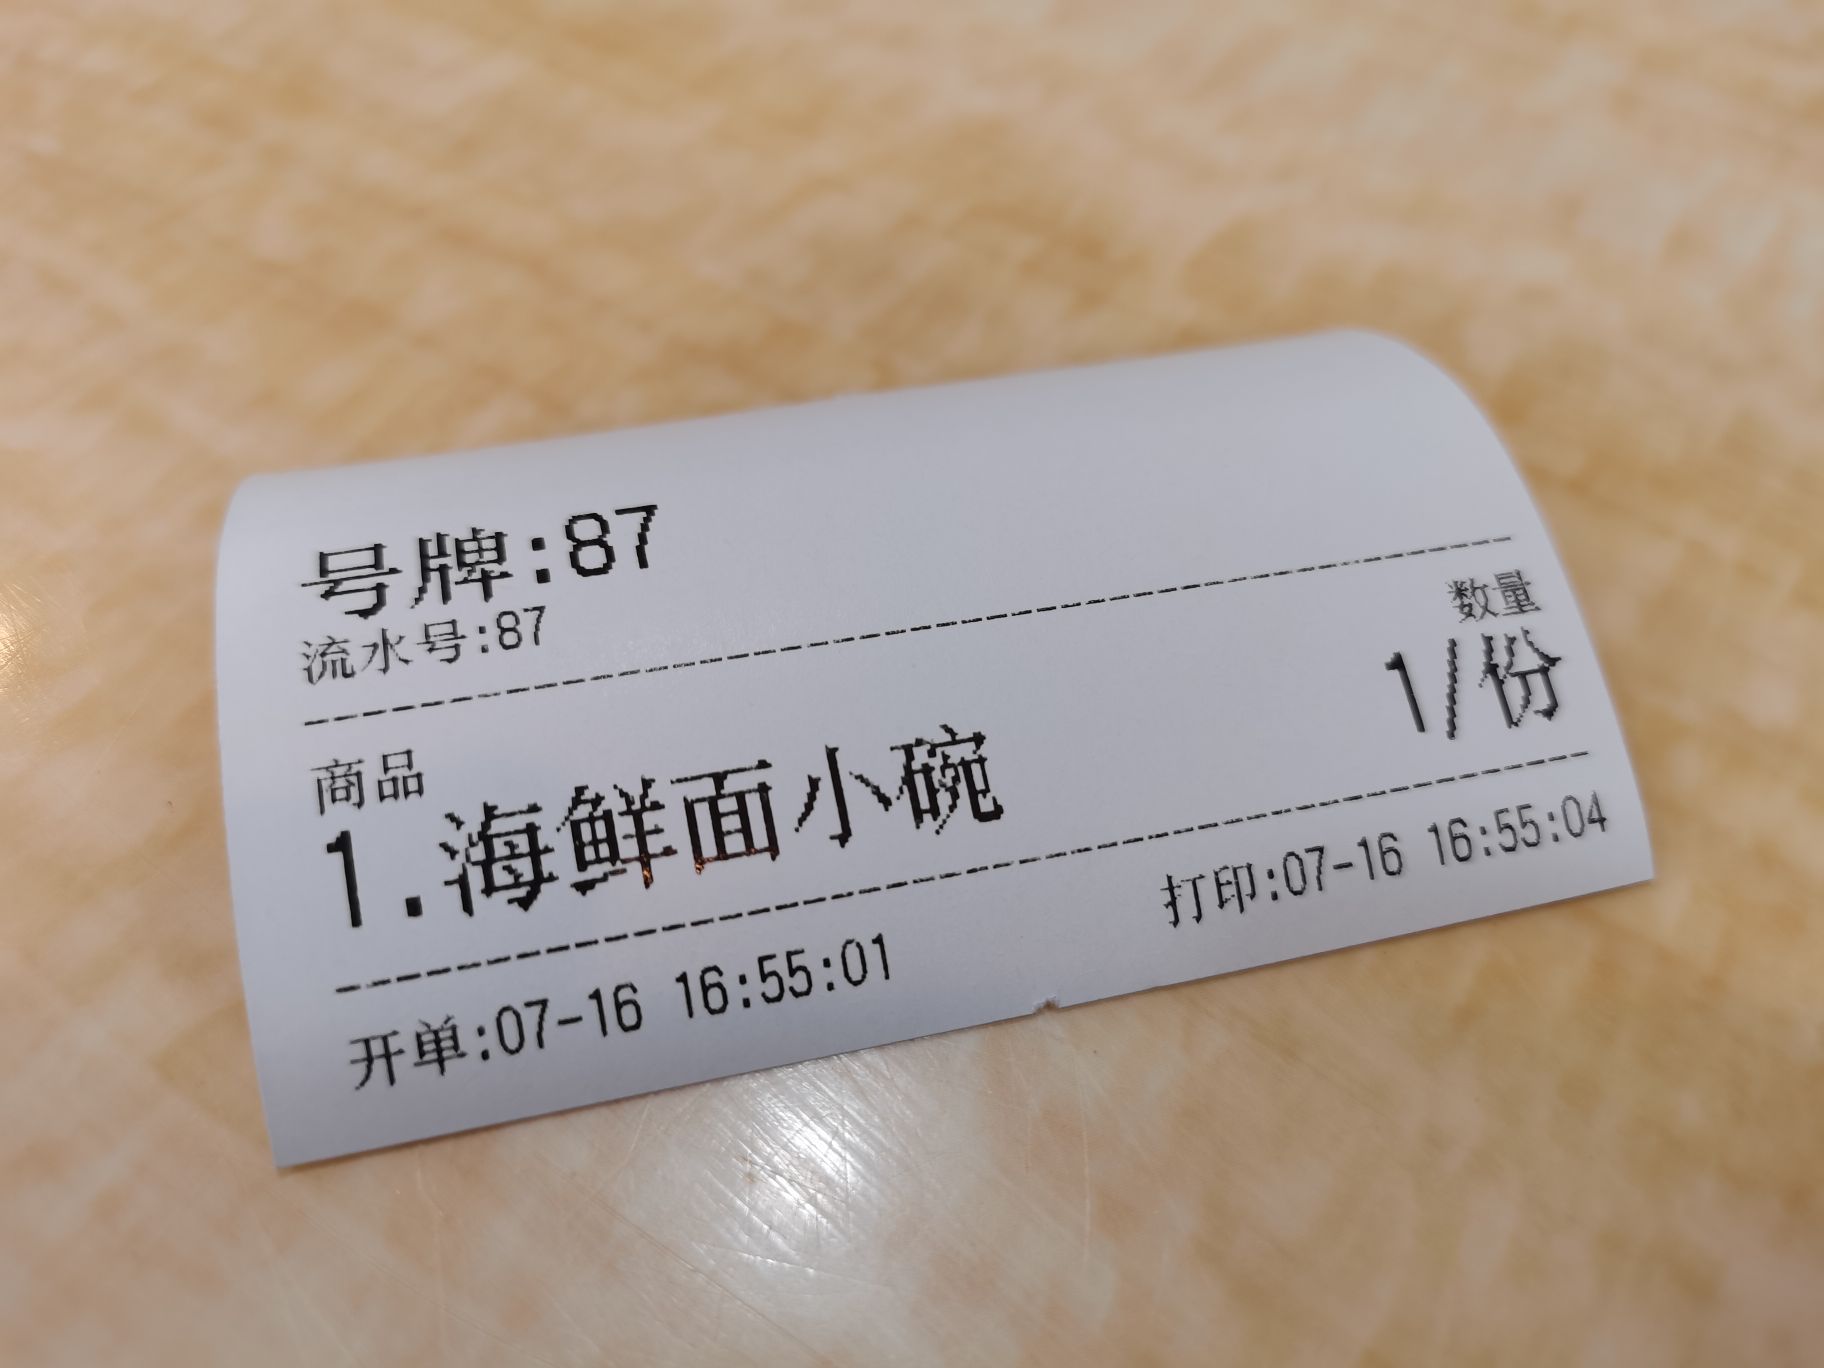 号牌:87
流水号:87
商品 数量
1.海鲜面小碗 1/份
开单:07-16 16:55:01 打印:07-16 16:55:04